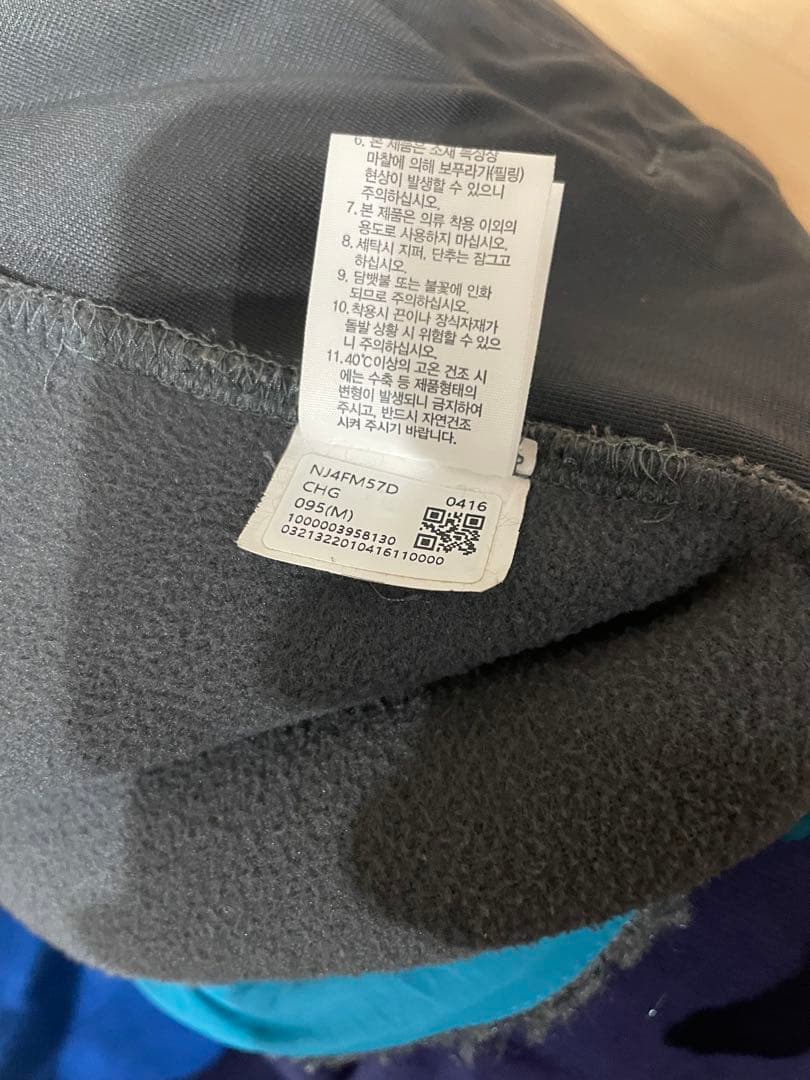 6. 본 제품은 소재 특성상
마찰에 의해 보푸라기(필링)
현상이 발생할 수 있으니
주의하십시오.
7. 본 제품은 의류 착용 이외의
용도로 사용하지 마십시오.
8. 세탁시 지퍼, 단추는 잠그고
하십시오.
9. 담뱃불 또는 불꽃에 인화
되므로 주의하십시오.
10. 착용시 끈이나 장식자재가
돌발 상황 시 위험할 수 있으
니 주의하십시오.
11. 40℃이상의 고온 건조 시
에는 수축 등 제품형태의
변형이 발생되니 금지하여
주시고, 반드시 자연건조
시켜 주시기 바랍니다.
NJ4FM57D
CHG
0416
095(M)
1000003958130
0321322010416110000